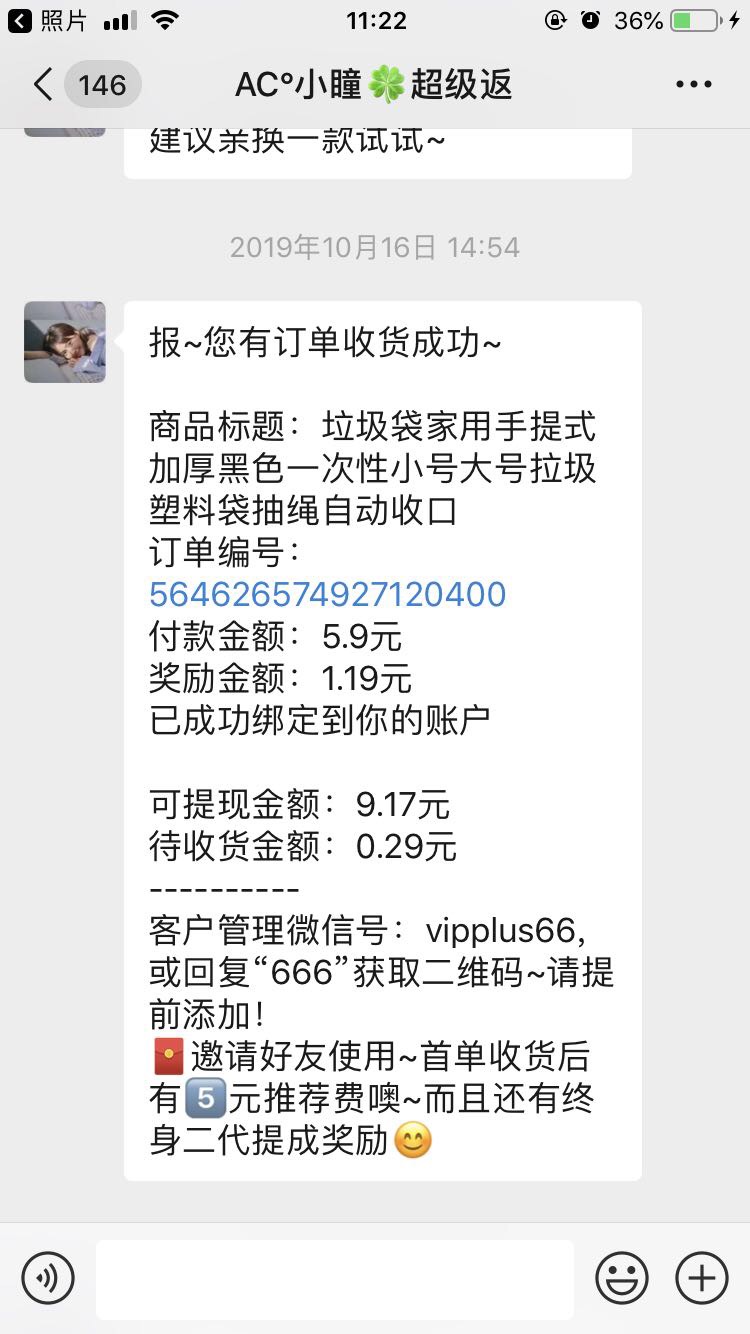 照片
11:22
36%
146
AC°小瞳🍀超级返
建议亲换一款试试~
2019年10月16日 14:54
报~您有订单收货成功~
商品标题：垃圾袋家用手提式
加厚黑色一次性小号大号拉圾
塑料袋抽绳自动收口
订单编号：
564626574927120400
付款金额：5.9元
奖励金额：1.19元
已成功绑定到你的账户
可提现金额：9.17元
待收货金额：0.29元
----------
客户管理微信号：vipplus66,
或回复“666”获取二维码~请提
前添加！
🧧邀请好友使用~首单收货后
有5️⃣元推荐费噢~而且还有终
身二代提成奖励😊